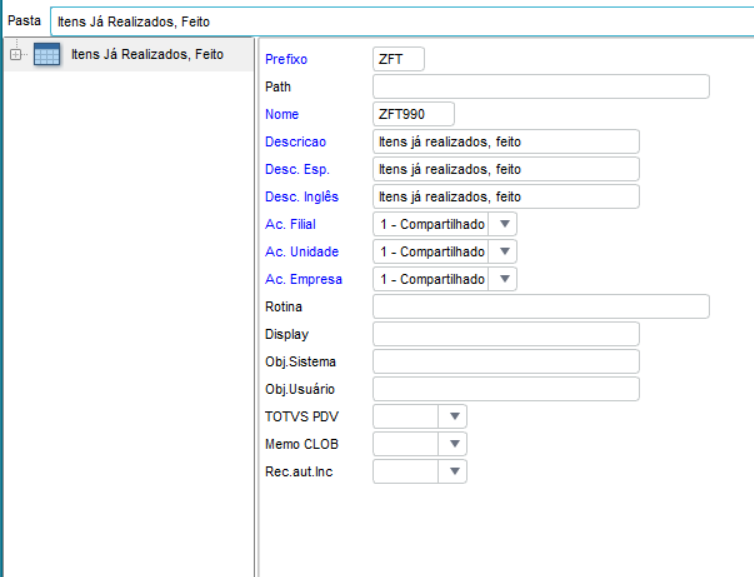 Pasta Itens Já Realizados, Feito
Itens Já Realizados, Feito
Prefixo ZFT
Path
Nome ZFT990
Descricao Itens já realizados, feito
Desc. Esp. Itens já realizados, feito
Desc. Inglês Itens já realizados, feito
Ac. Filial 1 - Compartilhado
Ac. Unidade 1 - Compartilhado
Ac. Empresa 1 - Compartilhado
Rotina
Display
Obj.Sistema
Obj.Usuário
TOTVS PDV
Memo CLOB
Rec.aut.Inc